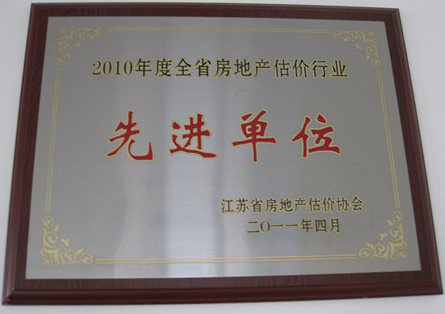 2010年度全省房地产估价行业
先进单位
江苏省房地产估价协会
二〇一一年四月